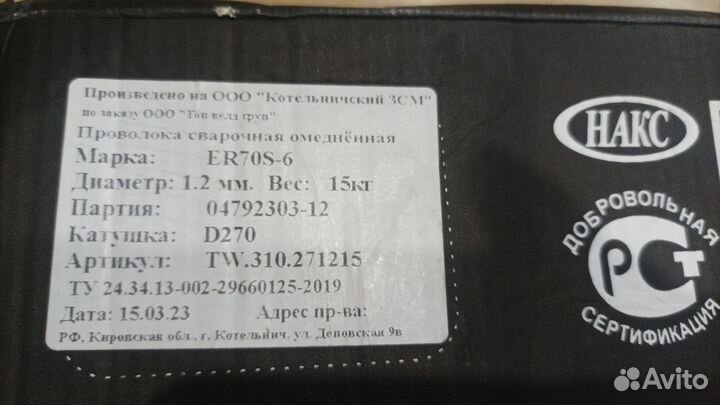 Произведено на ООО "Котельничский ЗСМ"
по заказу ООО "Топ велд груп"
Проволока сварочная омеднённая
Марка: ER70S-6
Диаметр: 1.2 мм. Вес: 15кг
Партия: 04792303-12
Катушка: D270
Артикул: TW.310.271215
ТУ 24.34.13-002-29660125-2019
Дата: 15.03.23 Адрес пр-ва:
РФ, Кировская обл., г. Котельнич, ул. Деповская 9в
НАКС
ДОБРОВОЛЬНАЯ
РСТ
СЕРТИФИКАЦИЯ
Avito